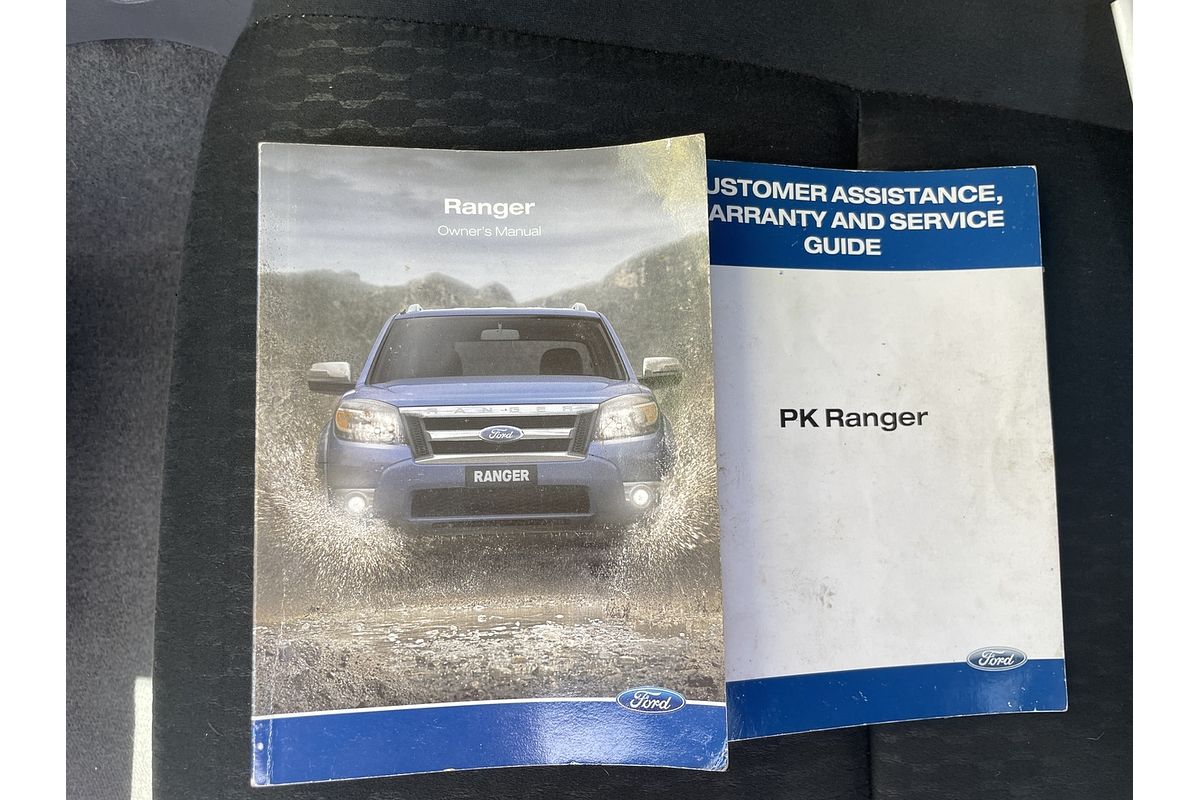 Ranger
Owner's Manual
RANGER
Ford
RANGER
Ford
USTOMER ASSISTANCE,
ARRANTY AND SERVICE
GUIDE
PK Ranger
Ford